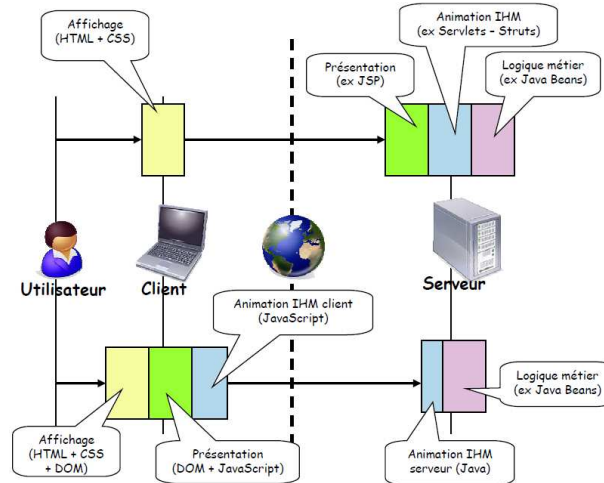 Affichage
(HTML + CSS)
Animation IHM
(ex Servlets – Struts)
Présentation
(ex JSP)
Logique métier
(ex Java Beans)
Utilisateur
Client
Serveur
Animation IHM client
(JavaScript)
Logique métier
(ex Java Beans)
Affichage
(HTML + CSS
+ DOM)
Présentation
(DOM + JavaScript)
Animation IHM
serveur (Java)